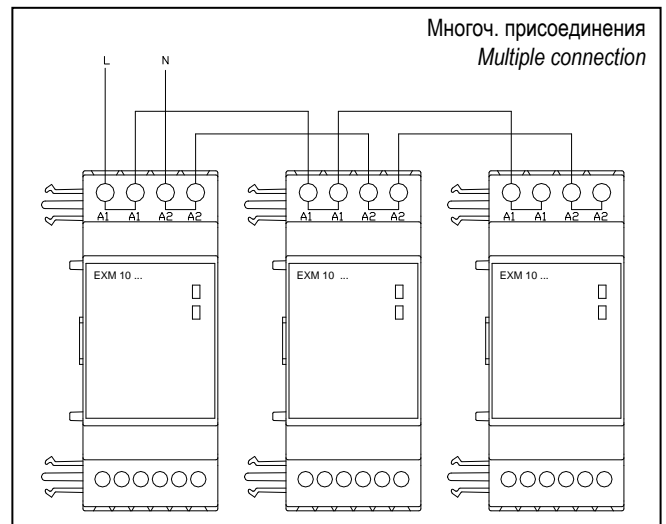 Многоч. присоединения
Multiple connection
L N
A1 A1 A2 A2 A1 A1 A2 A2 A1 A1 A2 A2
EXM 10 ... EXM 10 ... EXM 10 ...